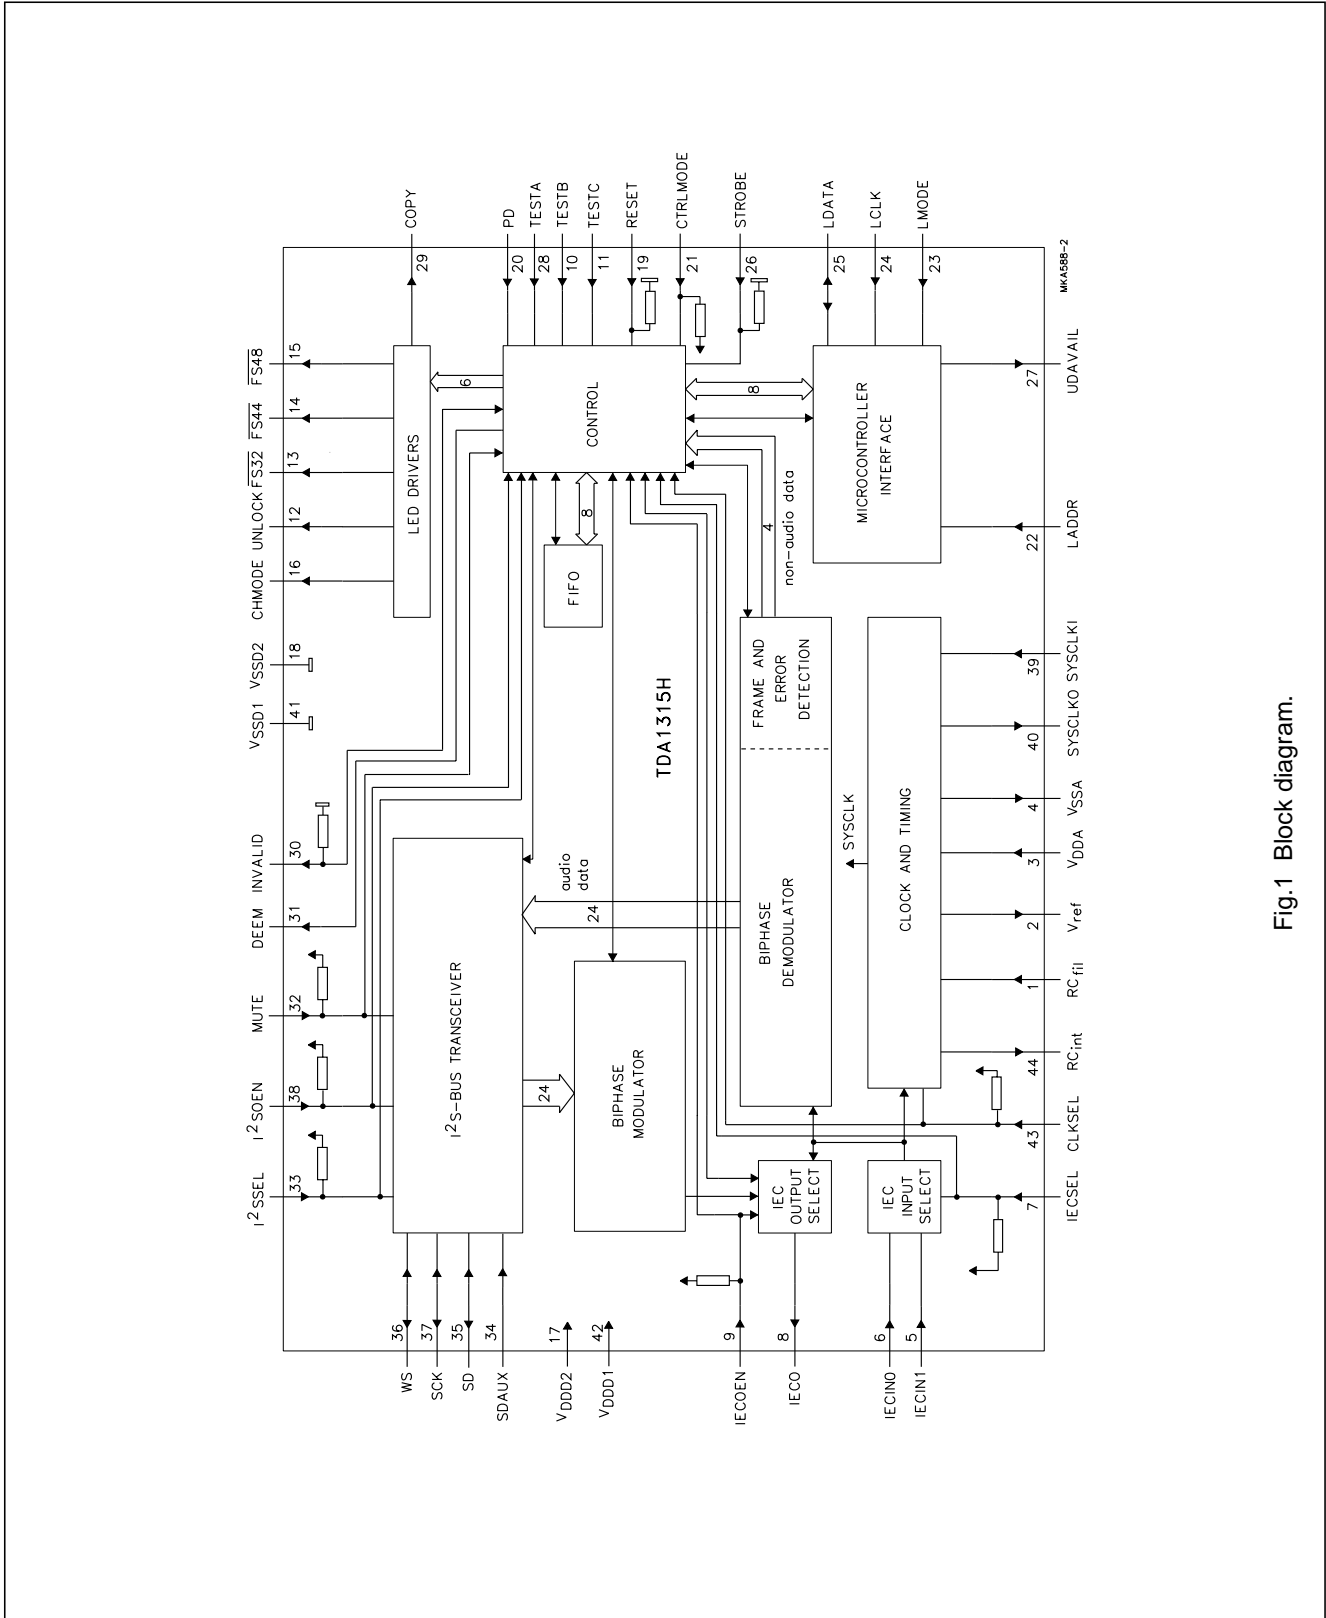 I²SSEL
33
I²SOEN
38
MUTE
32
DEEM
31
INVALID
30
VSSD1
41
VSSD2
18
CHMODE
16
UNLOCK
12
FS32
13
FS44
14
FS48
15
COPY
29
PD
20
TESTA
28
TESTB
10
TESTC
11
RESET
19
CTRLMODE
21
STROBE
26
LDATA
25
LCLK
24
LMODE
23
WS
36
SCK
37
SD
35
SDAUX
34
VDDD2
17
VDDD1
42
IECOEN
9
IECO
8
IECIN0
6
IECIN1
5
I²S-BUS TRANSCEIVER
LED DRIVERS
6
CONTROL
FIFO
8
audio
data
24
24
BIPHASE
MODULATOR
TDA1315H
BIPHASE
DEMODULATOR
FRAME AND
ERROR
DETECTION
4
non-audio data
8
MICROCONTROLLER
INTERFACE
IEC
OUTPUT
SELECT
IEC
INPUT
SELECT
SYSCLK
CLOCK AND TIMING
7
IECSEL
43
CLKSEL
44
RCint
1
RCfil
2
Vref
3
VDDA
4
VSSA
40
SYSCLKO
39
SYSCLKI
22
LADDR
27
UDAVAIL
MKA588-2
Fig.1 Block diagram.